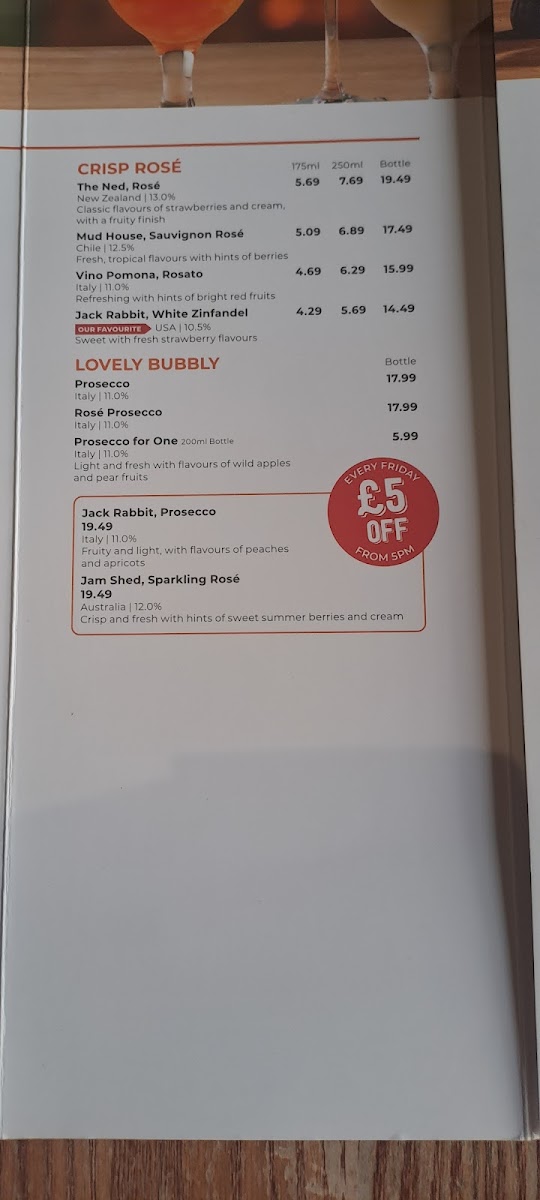 CRISP ROSÉ 175ml 250ml Bottle
The Ned, Rosé 5.69 7.69 19.49
New Zealand | 13.0%
Classic flavours of strawberries and cream,
with a fruity finish
Mud House, Sauvignon Rosé 5.09 6.89 17.49
Chile | 12.5%
Fresh, tropical flavours with hints of berries
Vino Pomona, Rosato 4.69 6.29 15.99
Italy | 11.0%
Refreshing with hints of bright red fruits
Jack Rabbit, White Zinfandel 4.29 5.69 14.49
OUR FAVOURITE USA | 10.5%
Sweet with fresh strawberry flavours
LOVELY BUBBLY Bottle
Prosecco 17.99
Italy | 11.0%
Rosé Prosecco 17.99
Italy | 11.0%
Prosecco for One 200ml Bottle 5.99
Italy | 11.0%
Light and fresh with flavours of wild apples
and pear fruits
EVERY FRIDAY
£5
OFF
FROM 5PM
Jack Rabbit, Prosecco
19.49
Italy | 11.0%
Fruity and light, with flavours of peaches
and apricots
Jam Shed, Sparkling Rosé
19.49
Australia | 12.0%
Crisp and fresh with hints of sweet summer berries and cream